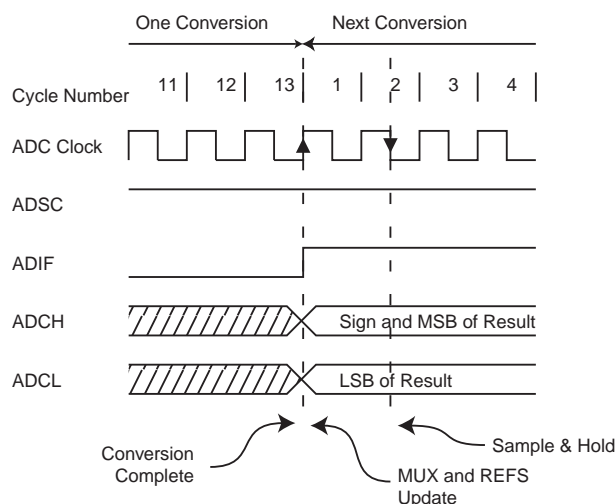 One Conversion Next Conversion
Cycle Number 11 12 13 1 2 3 4
ADC Clock
ADSC
ADIF
ADCH Sign and MSB of Result
ADCL LSB of Result
Conversion
Complete
MUX and REFS
Update
Sample & Hold